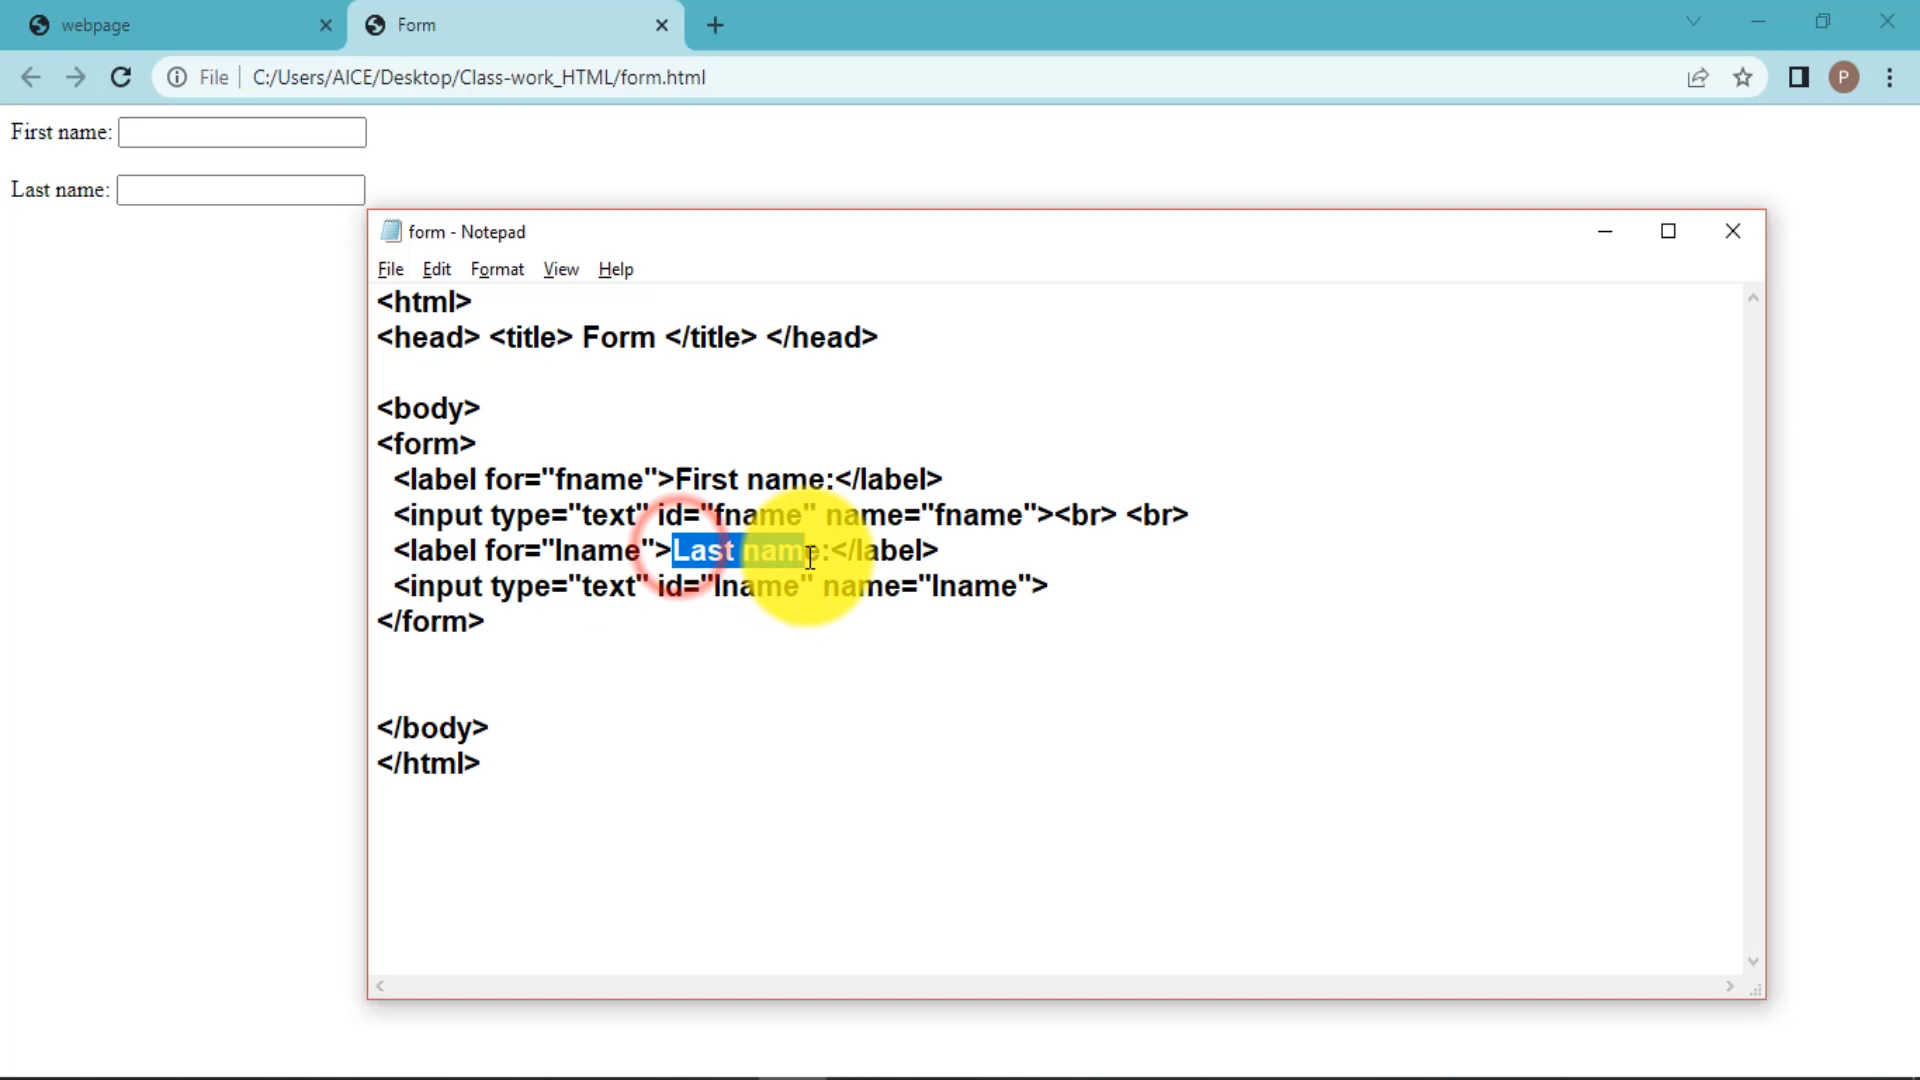 webpage
Form
File
C:/Users/AICE/Desktop/Class-work_HTML/form.html
P
First name:
Last name:
form - Notepad
File Edit Format View Help
<html>
<head> <title> Form </title> </head>
<body>
<form>
<label for="fname">First name:</label>
<input type="text" id="fname" name="fname"><br> <br>
<label for="lname">Last name:</label>
<input type="text" id="lname" name="lname">
</form>
</body>
</html>